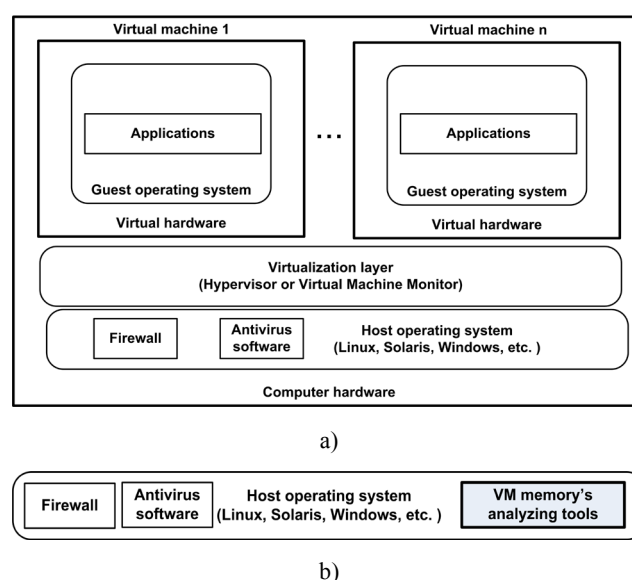 Virtual machine 1
Virtual machine n
Applications
...
Applications
Guest operating system
Guest operating system
Virtual hardware
Virtual hardware
Virtualization layer
(Hypervisor or Virtual Machine Monitor)
Firewall
Antivirus
software
Host operating system
(Linux, Solaris, Windows, etc. )
Computer hardware
a)
Firewall
Antivirus
software
Host operating system
(Linux, Solaris, Windows, etc. )
VM memory's
analyzing tools
b)